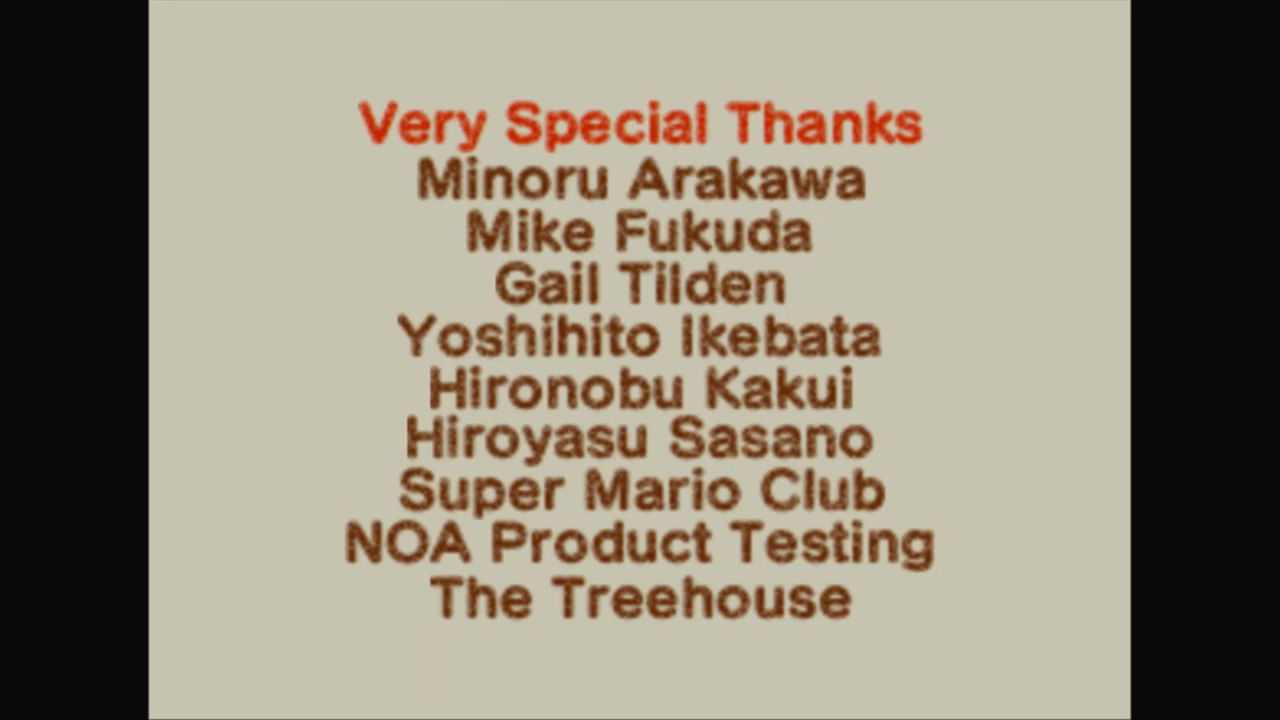 Very Special Thanks
Minoru Arakawa
Mike Fukuda
Gail Tilden
Yoshihito Ikebata
Hironobu Kakui
Hiroyasu Sasano
Super Mario Club
NOA Product Testing
The Treehouse